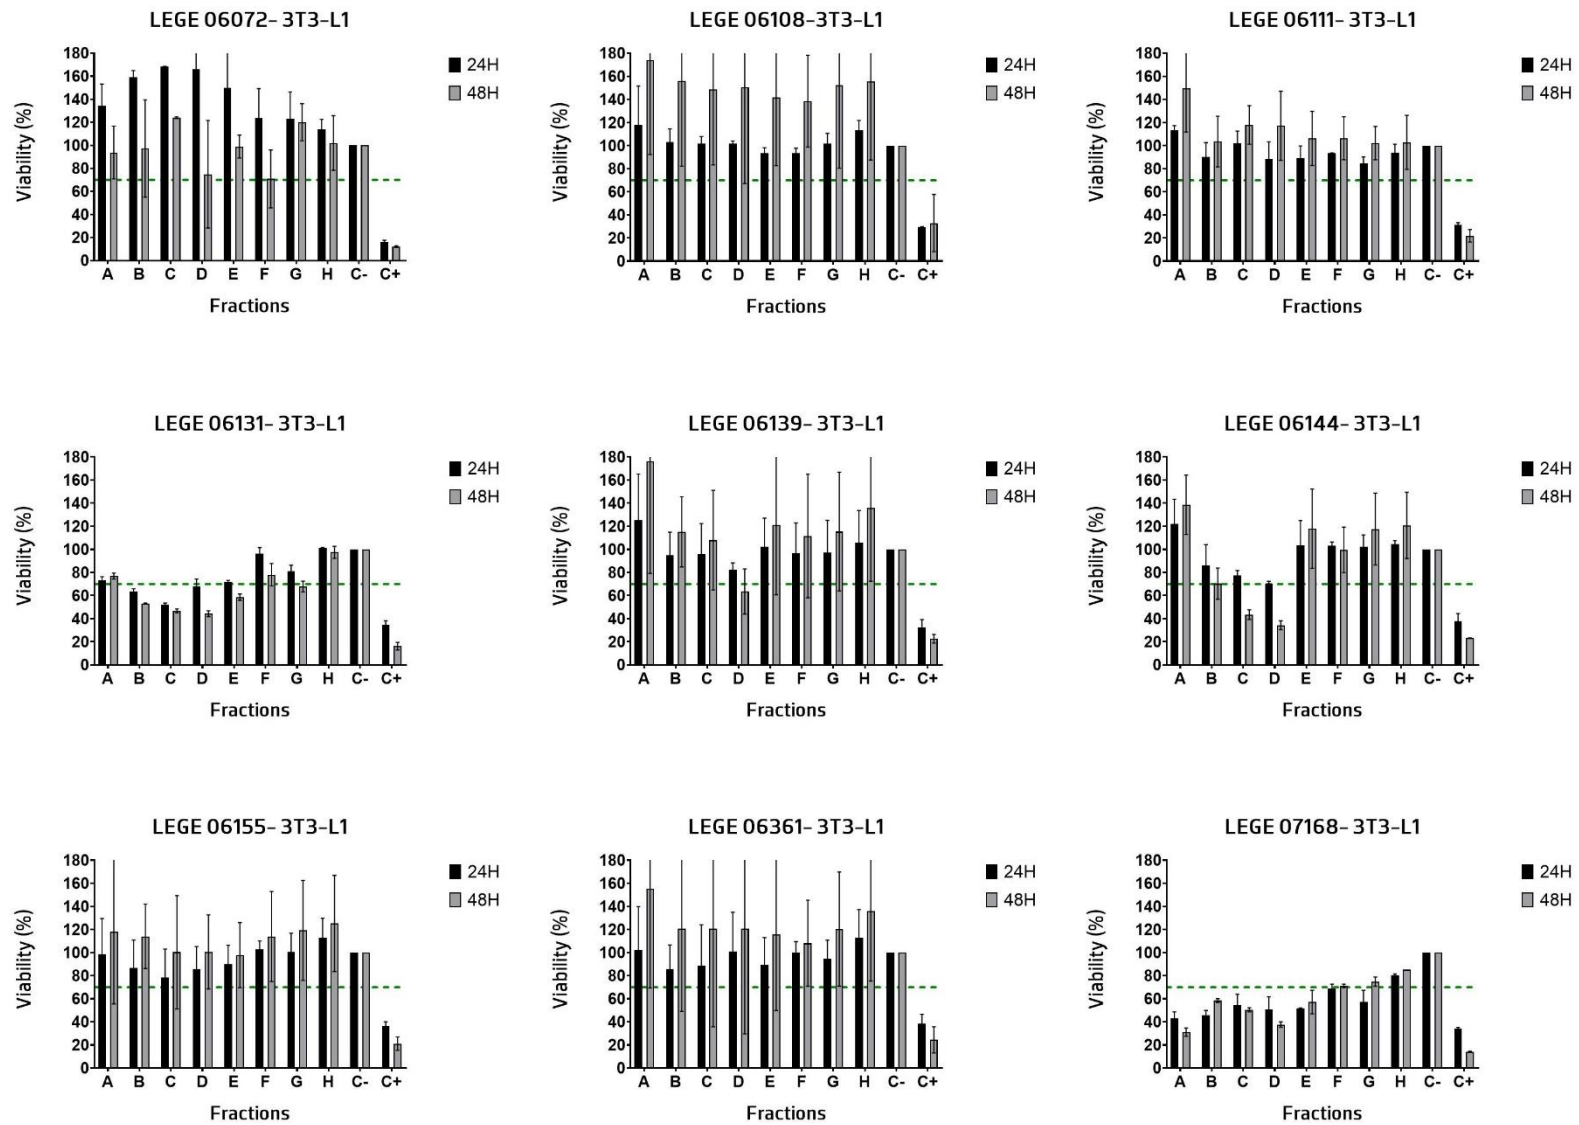 LEGE 06072- 3T3-L1
24H
48H
Viability (%)
180
160
140
120
100
80
60
40
20
0
A B C D E F G H C- C+
Fractions
LEGE 06108-3T3-L1
24H
48H
Viability (%)
180
160
140
120
100
80
60
40
20
0
A B C D E F G H C- C+
Fractions
LEGE 06111- 3T3-L1
24H
48H
Viability (%)
180
160
140
120
100
80
60
40
20
0
A B C D E F G H C- C+
Fractions
LEGE 06131- 3T3-L1
24H
48H
Viability (%)
180
160
140
120
100
80
60
40
20
0
A B C D E F G H C- C+
Fractions
LEGE 06139- 3T3-L1
24H
48H
Viability (%)
180
160
140
120
100
80
60
40
20
0
A B C D E F G H C- C+
Fractions
LEGE 06144- 3T3-L1
24H
48H
Viability (%)
180
160
140
120
100
80
60
40
20
0
A B C D E F G H C- C+
Fractions
LEGE 06155- 3T3-L1
24H
48H
Viability (%)
180
160
140
120
100
80
60
40
20
0
A B C D E F G H C- C+
Fractions
LEGE 06361- 3T3-L1
24H
48H
Viability (%)
180
160
140
120
100
80
60
40
20
0
A B C D E F G H C- C+
Fractions
LEGE 07168- 3T3-L1
24H
48H
Viability (%)
180
160
140
120
100
80
60
40
20
0
A B C D E F G H C- C+
Fractions